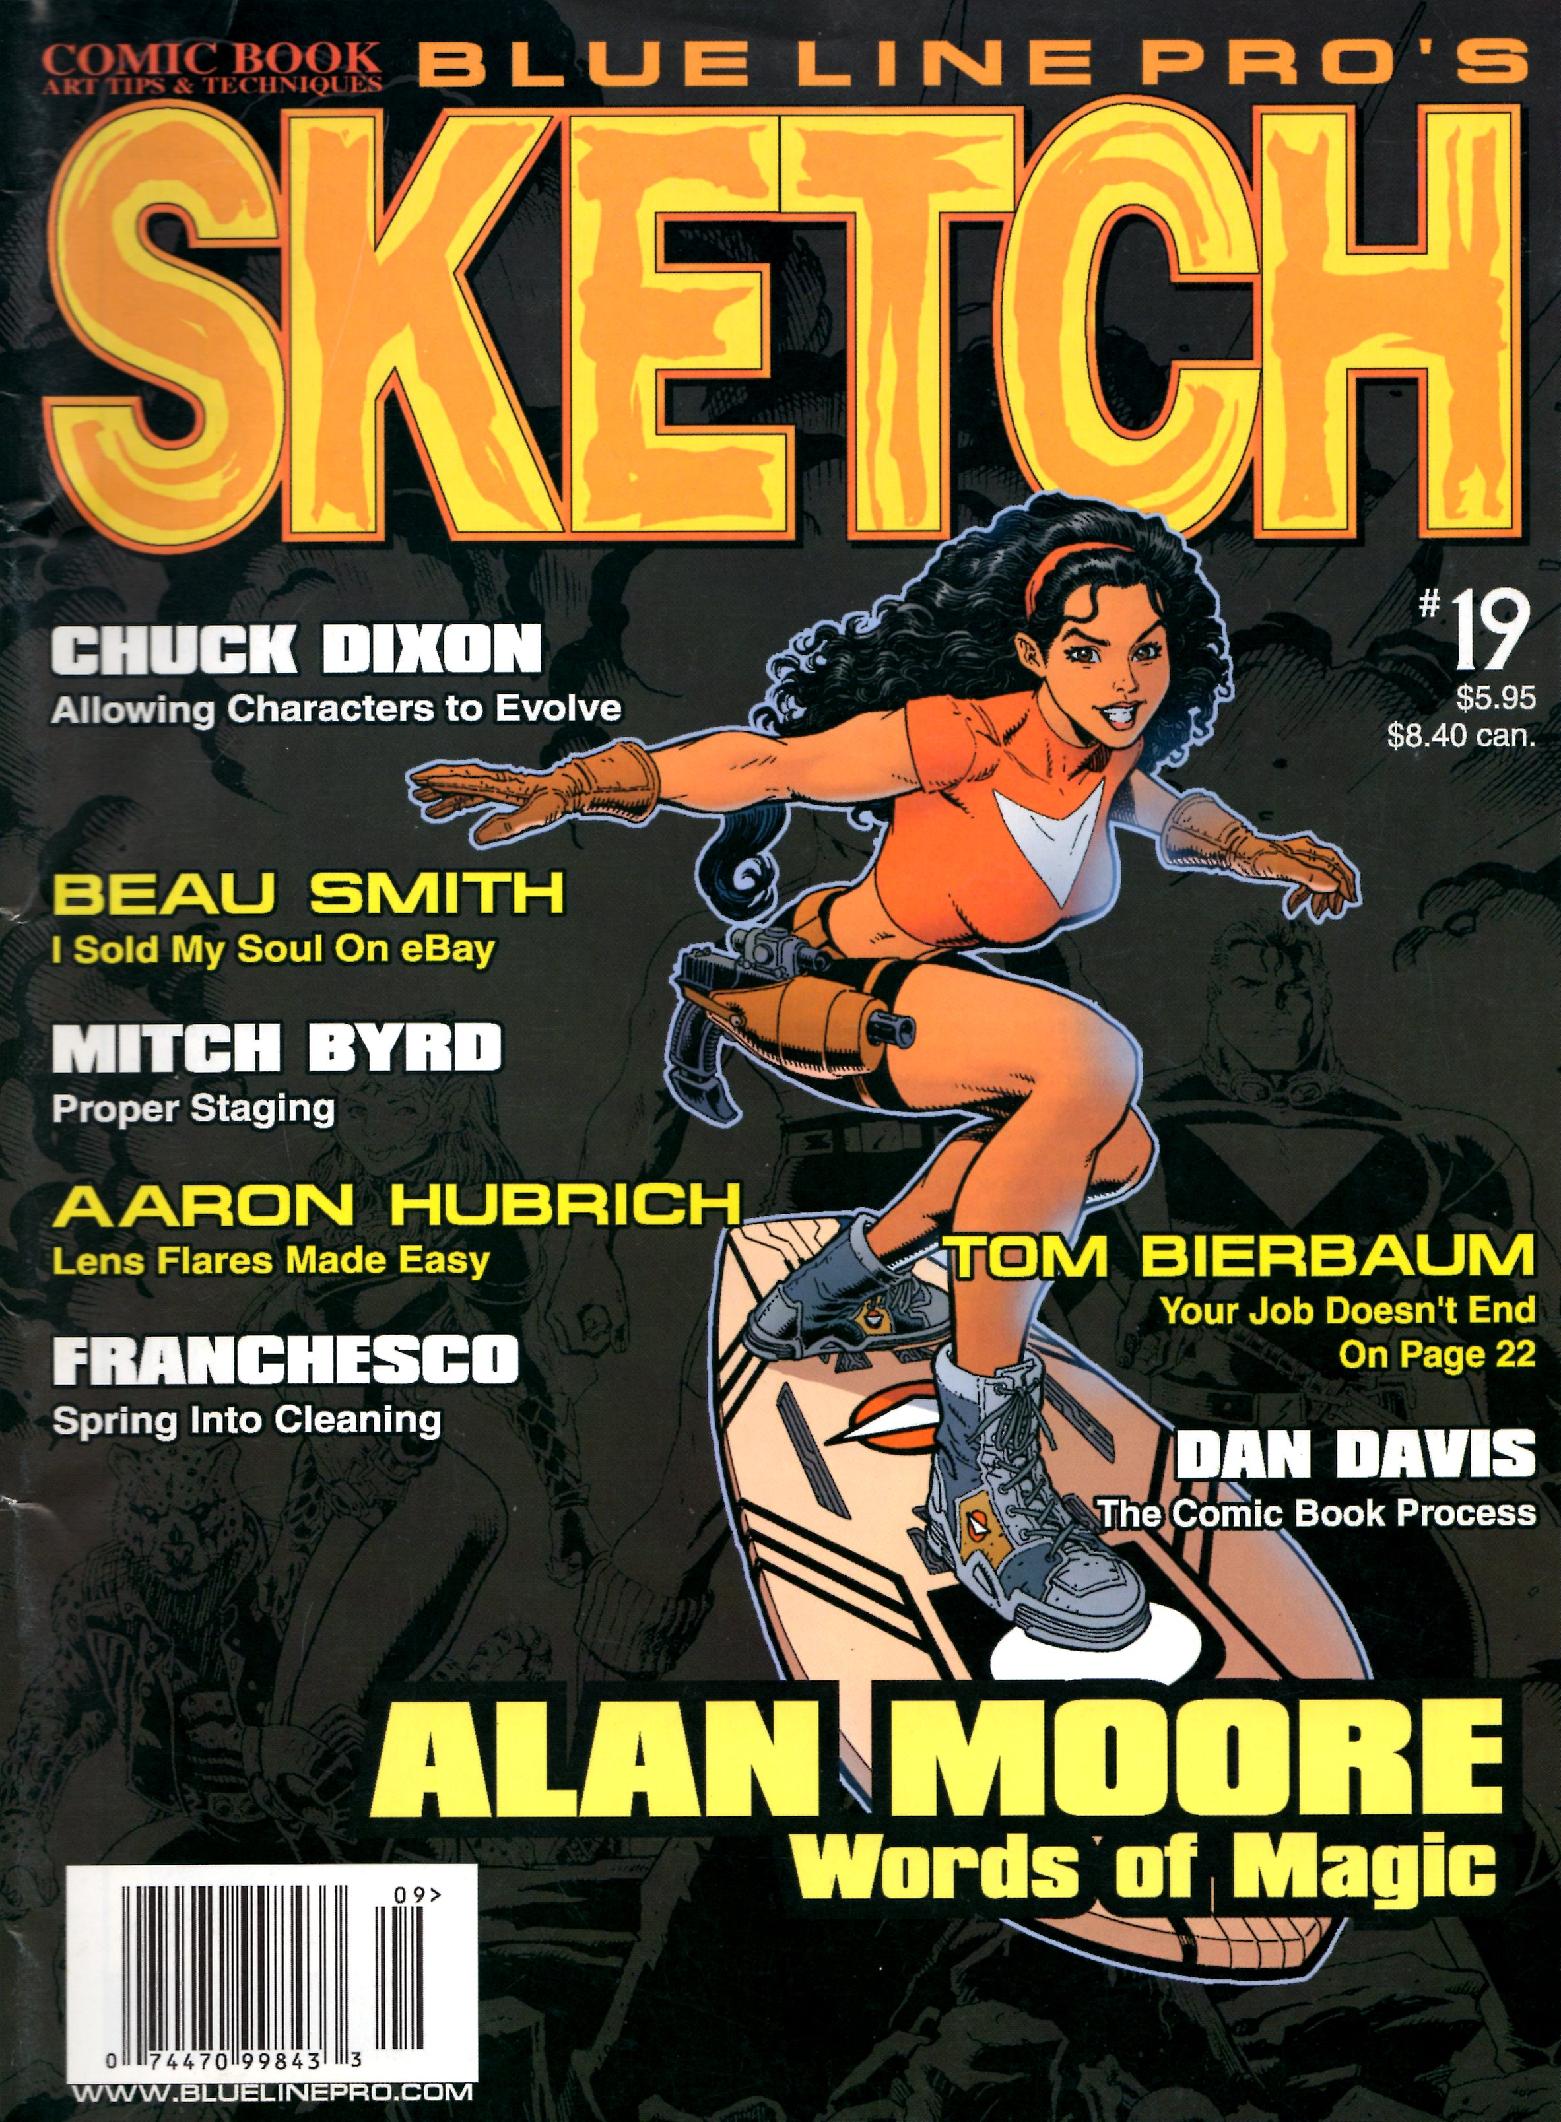 COMIC BOOK
ART TIPS & TECHNIQUES
BLUE LINE PRO'S
SKETCH
#19
$5.95
$8.40 can.
CHUCK DIXON
Allowing Characters to Evolve
BEAU SMITH
I Sold My Soul On eBay
MITCH BYRD
Proper Staging
AARON HUBRICH
Lens Flares Made Easy
FRANCHESCO
Spring Into Cleaning
TOM BIERBAUM
Your Job Doesn't End
On Page 22
DAN DAVIS
The Comic Book Process
ALAN MOORE
Words of Magic
09>
0 74470 99843 3
WWW.BLUELINEPRO.COM